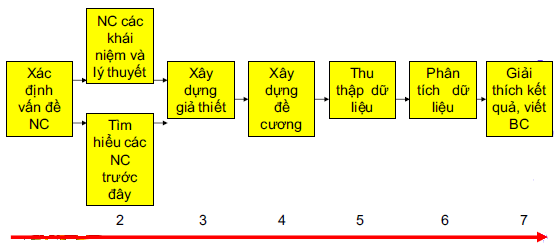 Xác
định
vấn đề
NC
NC các
khái
niệm và
lý thuyết
Tìm
hiểu các
NC
trước
đây
Xây
dựng
giả thiết
Xây
dựng
đề
cương
Thu
thập dữ
liệu
Phân
tích dữ
liệu
Giải
thích kết
quả, viết
BC
2
3
4
5
6
7